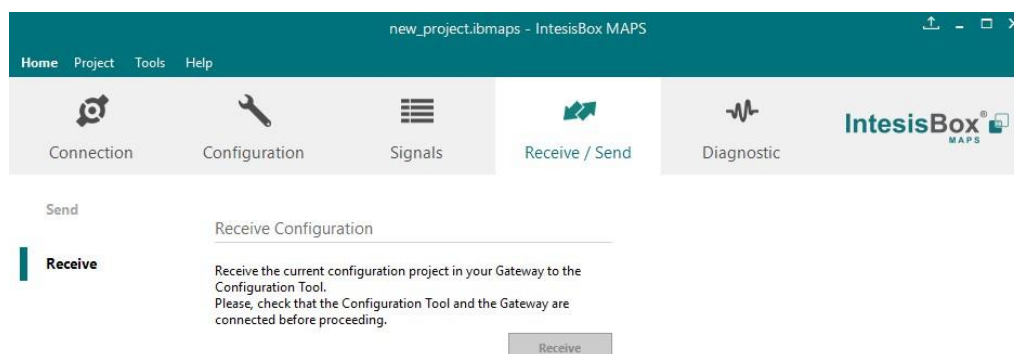 new_project.ibmaps - IntesisBox MAPS
Home Project Tools Help
Connection Configuration Signals Receive / Send Diagnostic
IntesisBox® MAPS
Send
Receive Configuration
Receive
Receive the current configuration project in your Gateway to the
Configuration Tool.
Please, check that the Configuration Tool and the Gateway are
connected before proceeding.
Receive